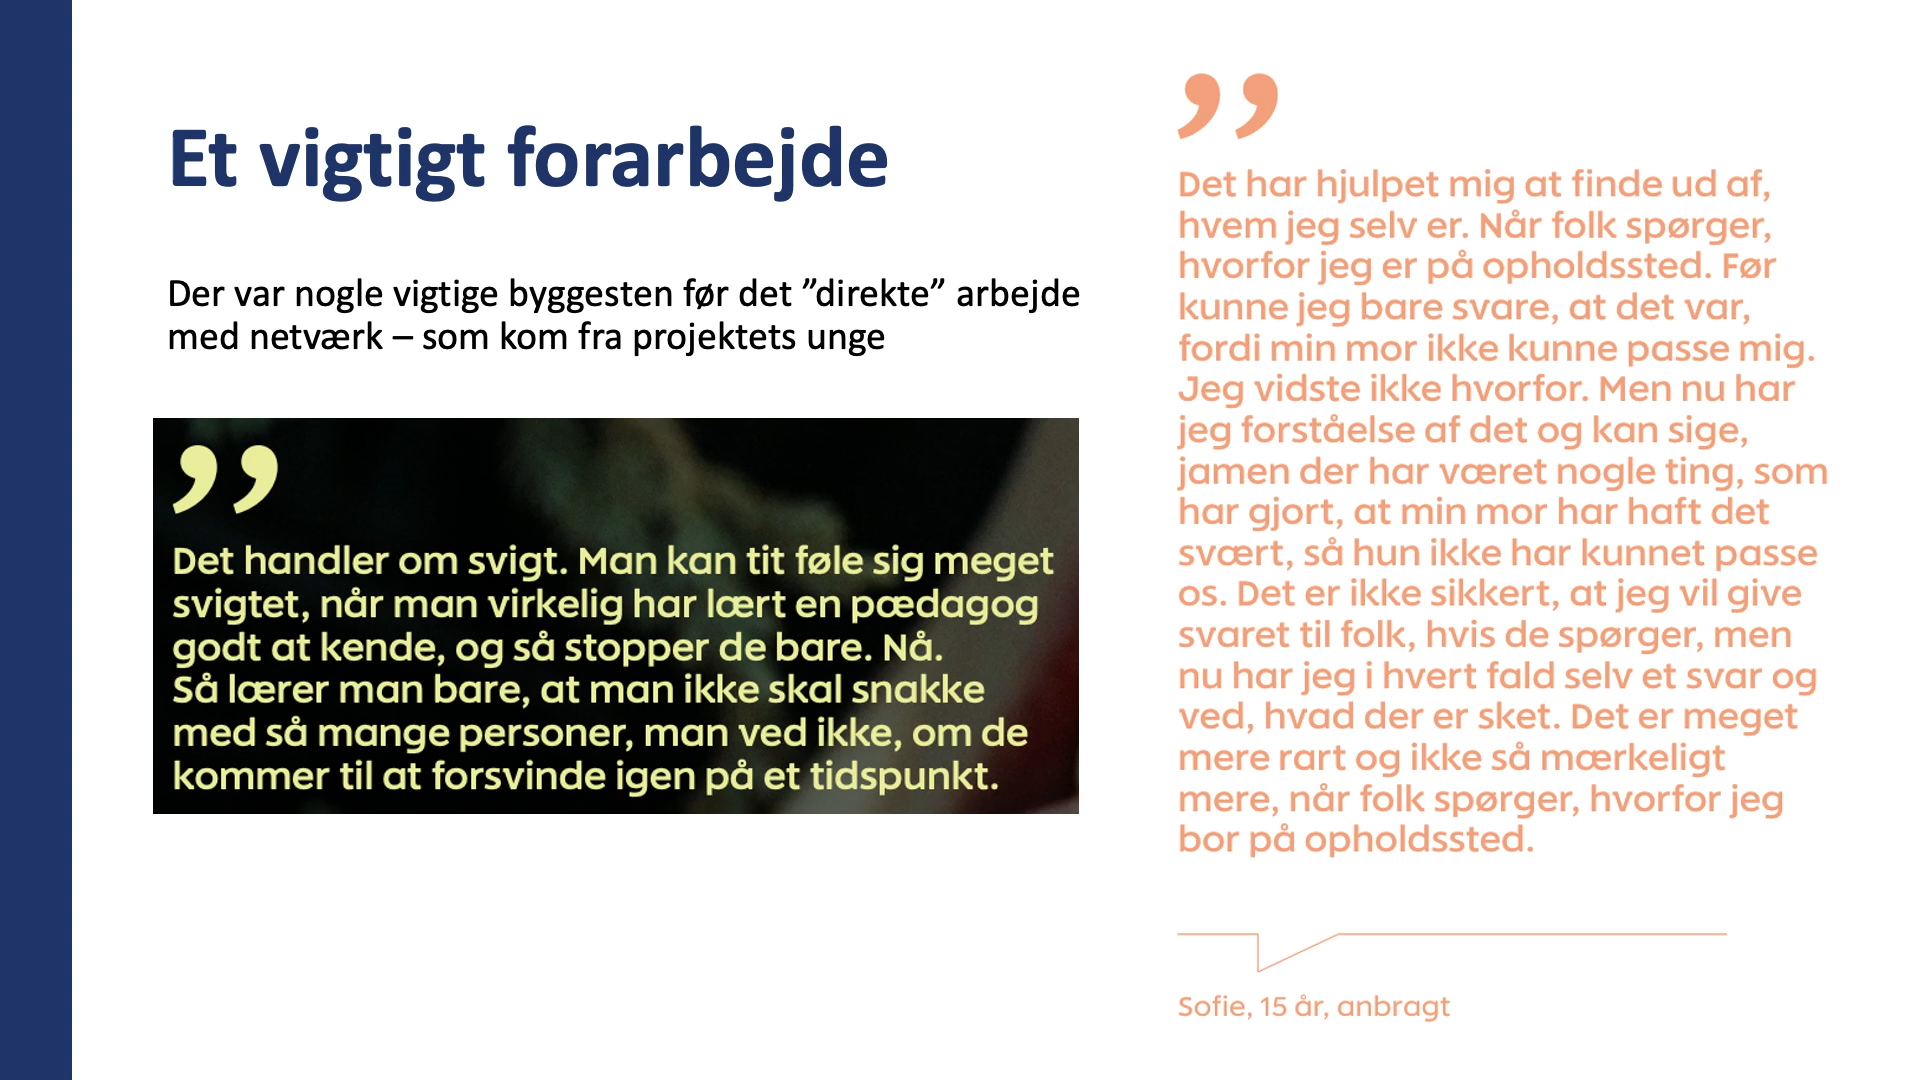 Et vigtigt forarbejde
Der var nogle vigtige byggesten før det ”direkte” arbejde
med netværk – som kom fra projektets unge
”
Det handler om svigt. Man kan tit føle sig meget
svigtet, når man virkelig har lært en pædagog
godt at kende, og så stopper de bare. Nå.
Så lærer man bare, at man ikke skal snakke
med så mange personer, man ved ikke, om de
kommer til at forsvinde igen på et tidspunkt.
”
Det har hjulpet mig at finde ud af,
hvem jeg selv er. Når folk spørger,
hvorfor jeg er på opholdssted. Før
kunne jeg bare svare, at det var,
fordi min mor ikke kunne passe mig.
Jeg vidste ikke hvorfor. Men nu har
jeg forståelse af det og kan sige,
jamen der har været nogle ting, som
har gjort, at min mor har haft det
svært, så hun ikke har kunnet passe
os. Det er ikke sikkert, at jeg vil give
svaret til folk, hvis de spørger, men
nu har jeg i hvert fald selv et svar og
ved, hvad der er sket. Det er meget
mere rart og ikke så mærkeligt
mere, når folk spørger, hvorfor jeg
bor på opholdssted.
Sofie, 15 år, anbragt